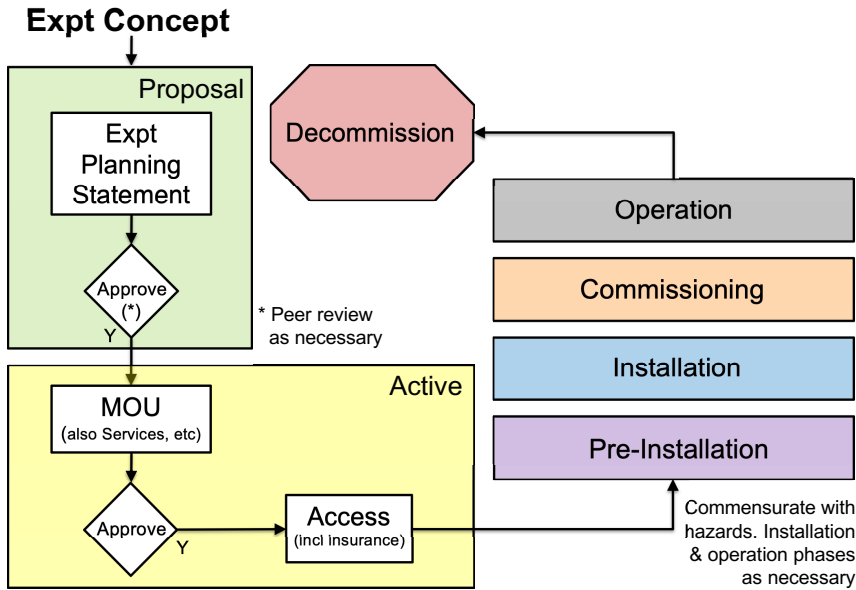 Expt Concept
Proposal
Expt
Planning
Statement
Approve
(*)
Y
* Peer review
as necessary
Active
MOU
(also Services, etc)
Approve
Y
Access
(incl insurance)
Decommission
Operation
Commissioning
Installation
Pre-Installation
Commensurate with
hazards. Installation
& operation phases
as necessary